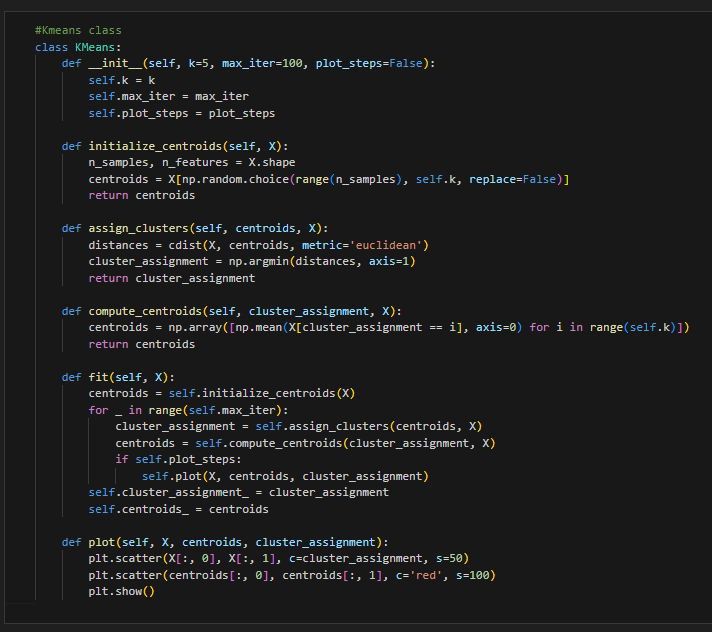 #Kmeans class
class KMeans:
    def __init__(self, k=5, max_iter=100, plot_steps=False):
        self.k = k
        self.max_iter = max_iter
        self.plot_steps = plot_steps

    def initialize_centroids(self, X):
        n_samples, n_features = X.shape
        centroids = X[np.random.choice(range(n_samples), self.k, replace=False)]
        return centroids

    def assign_clusters(self, centroids, X):
        distances = cdist(X, centroids, metric='euclidean')
        cluster_assignment = np.argmin(distances, axis=1)
        return cluster_assignment

    def compute_centroids(self, cluster_assignment, X):
        centroids = np.array([np.mean(X[cluster_assignment == i], axis=0) for i in range(self.k)])
        return centroids

    def fit(self, X):
        centroids = self.initialize_centroids(X)
        for _ in range(self.max_iter):
            cluster_assignment = self.assign_clusters(centroids, X)
            centroids = self.compute_centroids(cluster_assignment, X)
            if self.plot_steps:
                self.plot(X, centroids, cluster_assignment)
        self.cluster_assignment_ = cluster_assignment
        self.centroids_ = centroids

    def plot(self, X, centroids, cluster_assignment):
        plt.scatter(X[:, 0], X[:, 1], c=cluster_assignment, s=50)
        plt.scatter(centroids[:, 0], centroids[:, 1], c='red', s=100)
        plt.show()